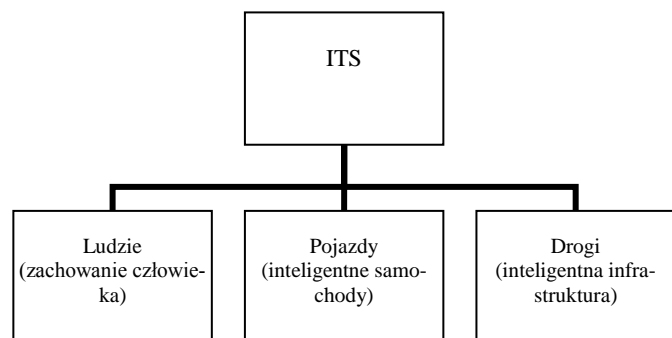 ITS
Ludzie
(zachowanie człowie-
ka)
Pojazdy
(inteligentne samo-
chody)
Drogi
(inteligentna infra-
struktura)